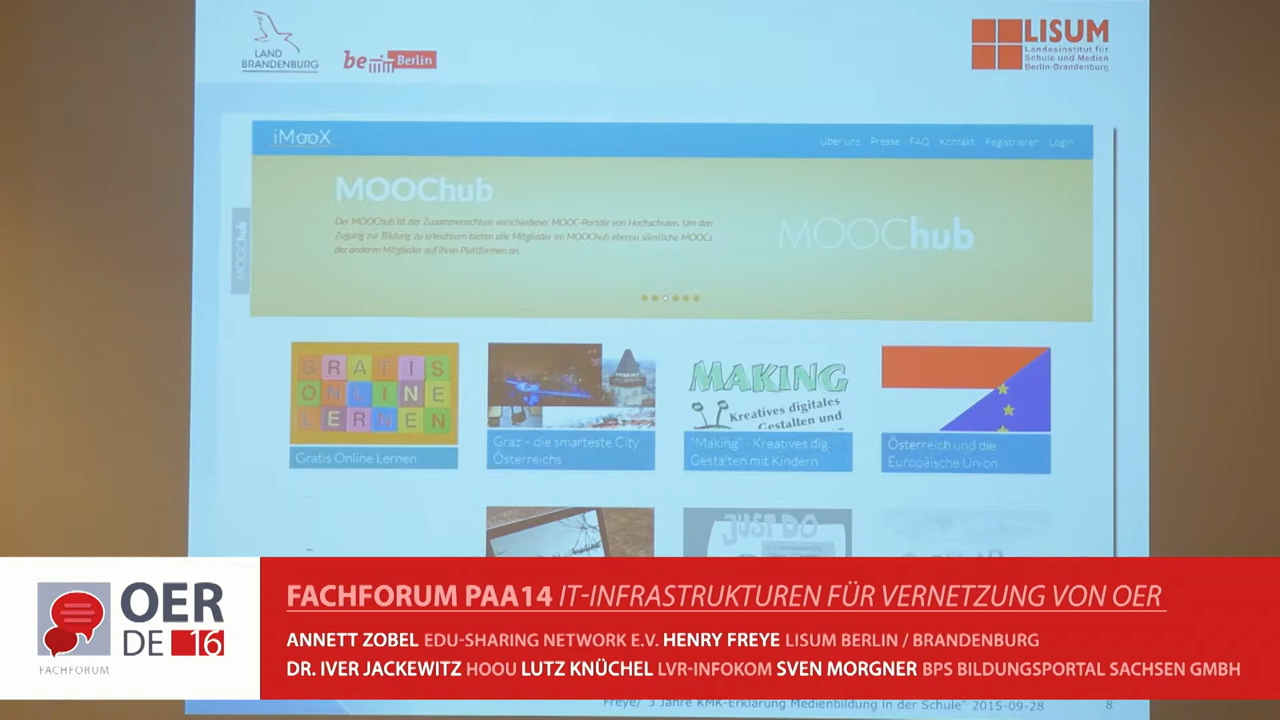 LAND
BRANDENBURG
be Berlin
LISUM
Landesinstitut für
Schule und Medien
Berlin-Brandenburg
iMooX
Über uns Presse FAQ Kontakt Registrieren Login
MOOChub
Der MOOChub ist der Zusammenschluss verschiedener MOOC-Portale von Hochschulen. Um den
Zugang zur Bildung zu erleichtern bieten alle Mitglieder im MOOChub ebenso sämtliche MOOCs
der anderen Mitglieder auf ihren Plattformen an.
MOOChub
MOOChub
GRATIS
ONLINE
LERNEN
MAKING
Kreatives digitales
Gestalten und
Gratis Online Lernen
Graz – die smarteste City
Österreichs
"Making" - Kreatives dig.
Gestalten mit Kindern
Österreich und die
Europäische Union
JUST DO
OER
DE 16
FACHFORUM
FACHFORUM PAA14 IT-INFRASTRUKTUREN FÜR VERNETZUNG VON OER
ANNETT ZOBEL EDU-SHARING NETWORK E.V. HENRY FREYE LISUM BERLIN / BRANDENBURG
DR. IVER JACKEWITZ HOOU LUTZ KNÜCHEL LVR-INFOKOM SVEN MORGNER BPS BILDUNGSPORTAL SACHSEN GMBH
Freye/ "3 Jahre KMK-Erklärung Medienbildung in der Schule" 2015-09-28 8